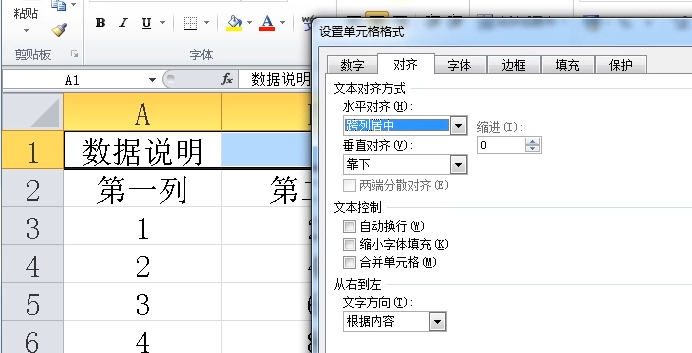 粘贴
B I U A
剪贴板 字体
A1 fx 数据说明
A
1 数据说明
2 第一列 第二
3 1
4 2
5 3
6 4
设置单元格格式
数字 对齐 字体 边框 填充 保护
文本对齐方式
水平对齐(H):
跨列居中 缩进(I):
垂直对齐(V): 0
靠下
两端分散对齐(E)
文本控制
自动换行(W)
缩小字体填充(K)
合并单元格(M)
从右到左
文字方向(T):
根据内容